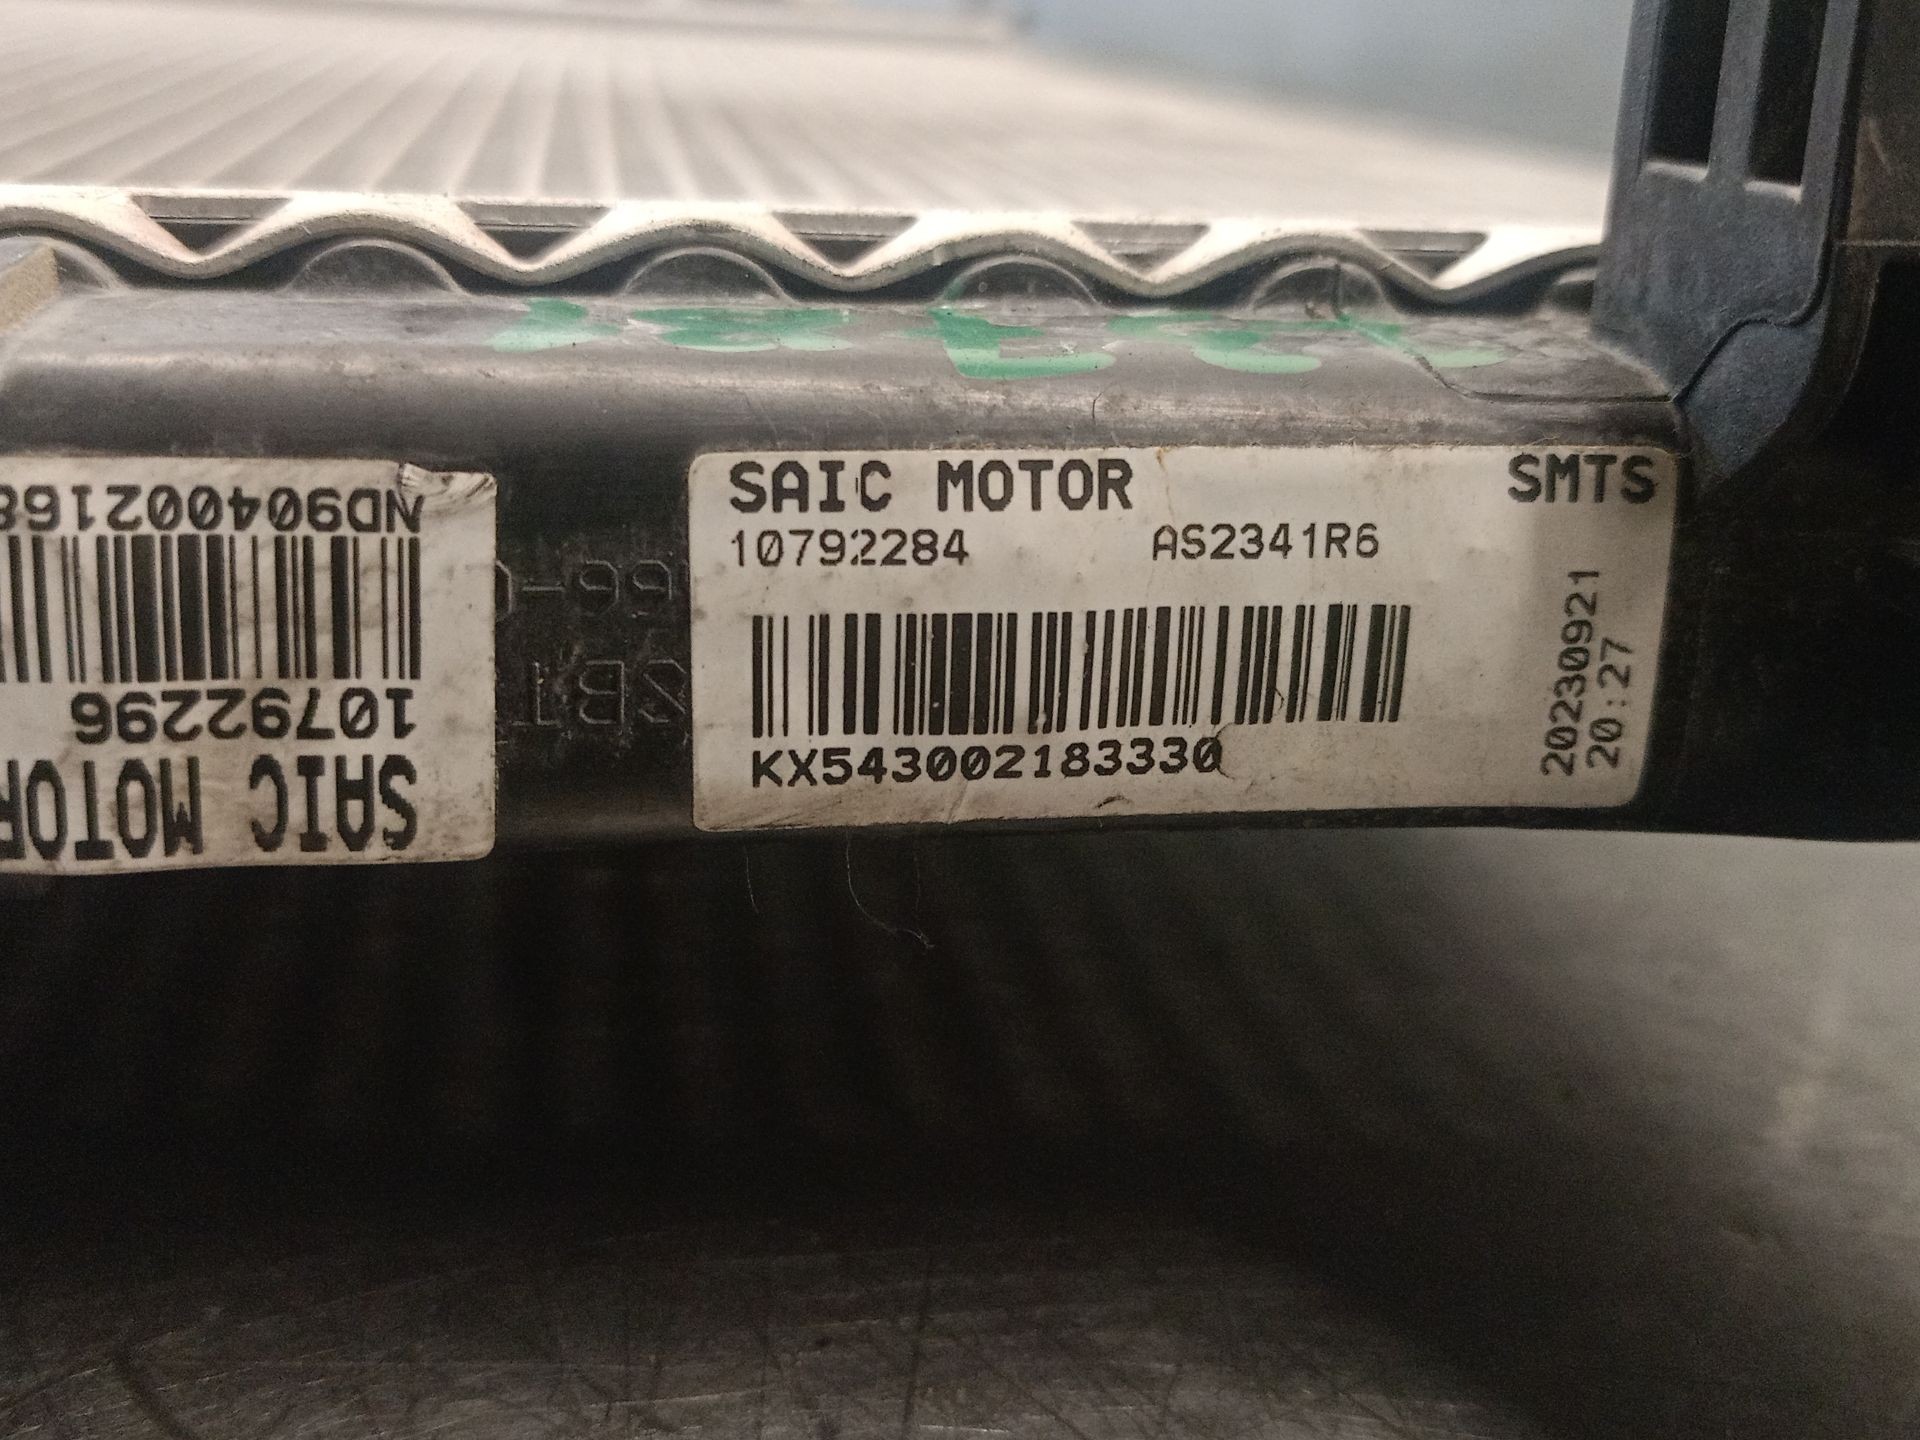 ND904002168
10792296
SAIC MOTOR
SAIC MOTOR
SMTS
10792284
AS2341R6
KX543002183330
20230921
20:27